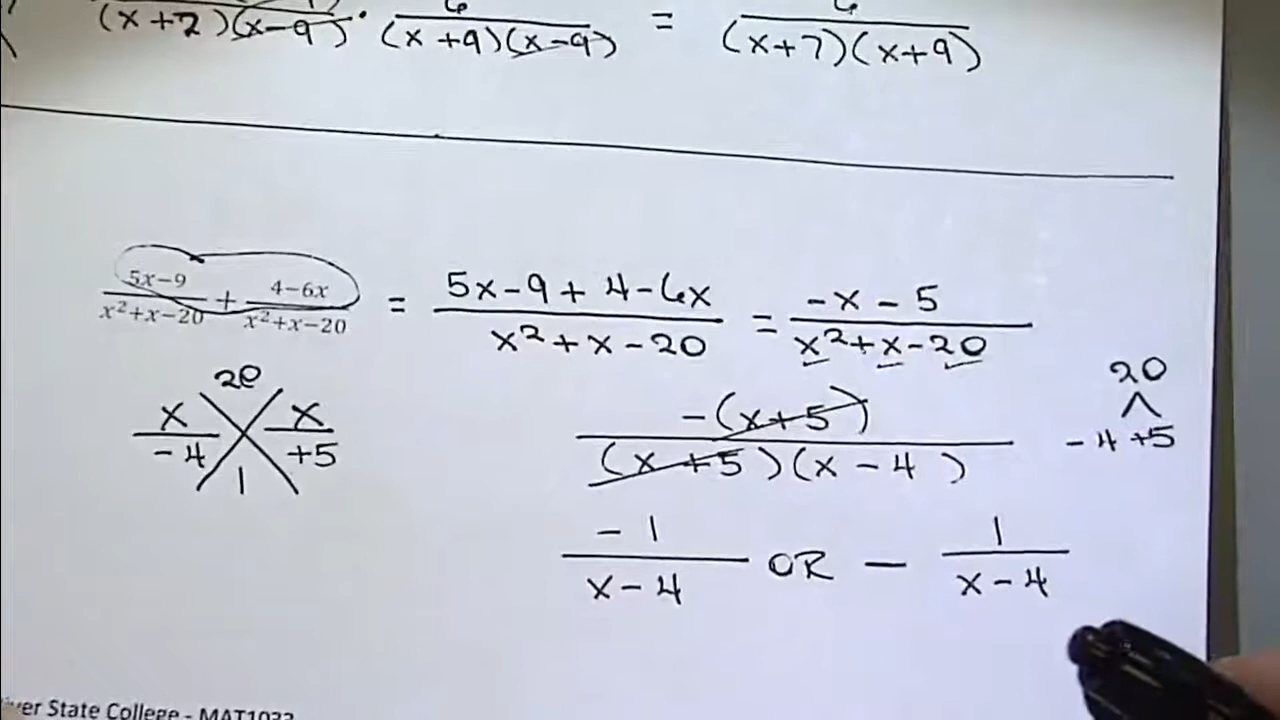 (x+7)(x-9) · (x+9)(x-9) = (x+7)(x+9)
5x-9/x²+x-20 + 4-6x/x²+x-20 = 5x-9+4-6x/x²+x-20 = -x-5/x²+x-20
20
x x
-4 +5
1
-(x+5)/(x+5)(x-4)
20
-4 +5
-1/x-4 OR - 1/x-4
State College - MAT1033